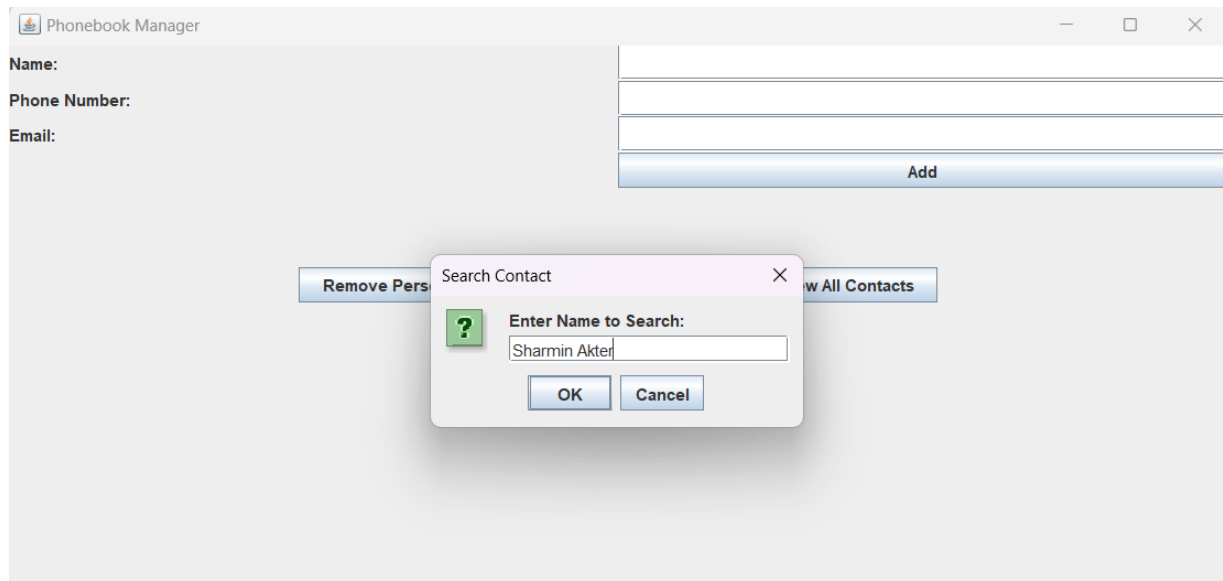 Phonebook Manager
Name:
Phone Number:
Email:
Add
Search Contact
Remove
All Contacts
Enter Name to Search:
?
Sharmin Akter
OK Cancel